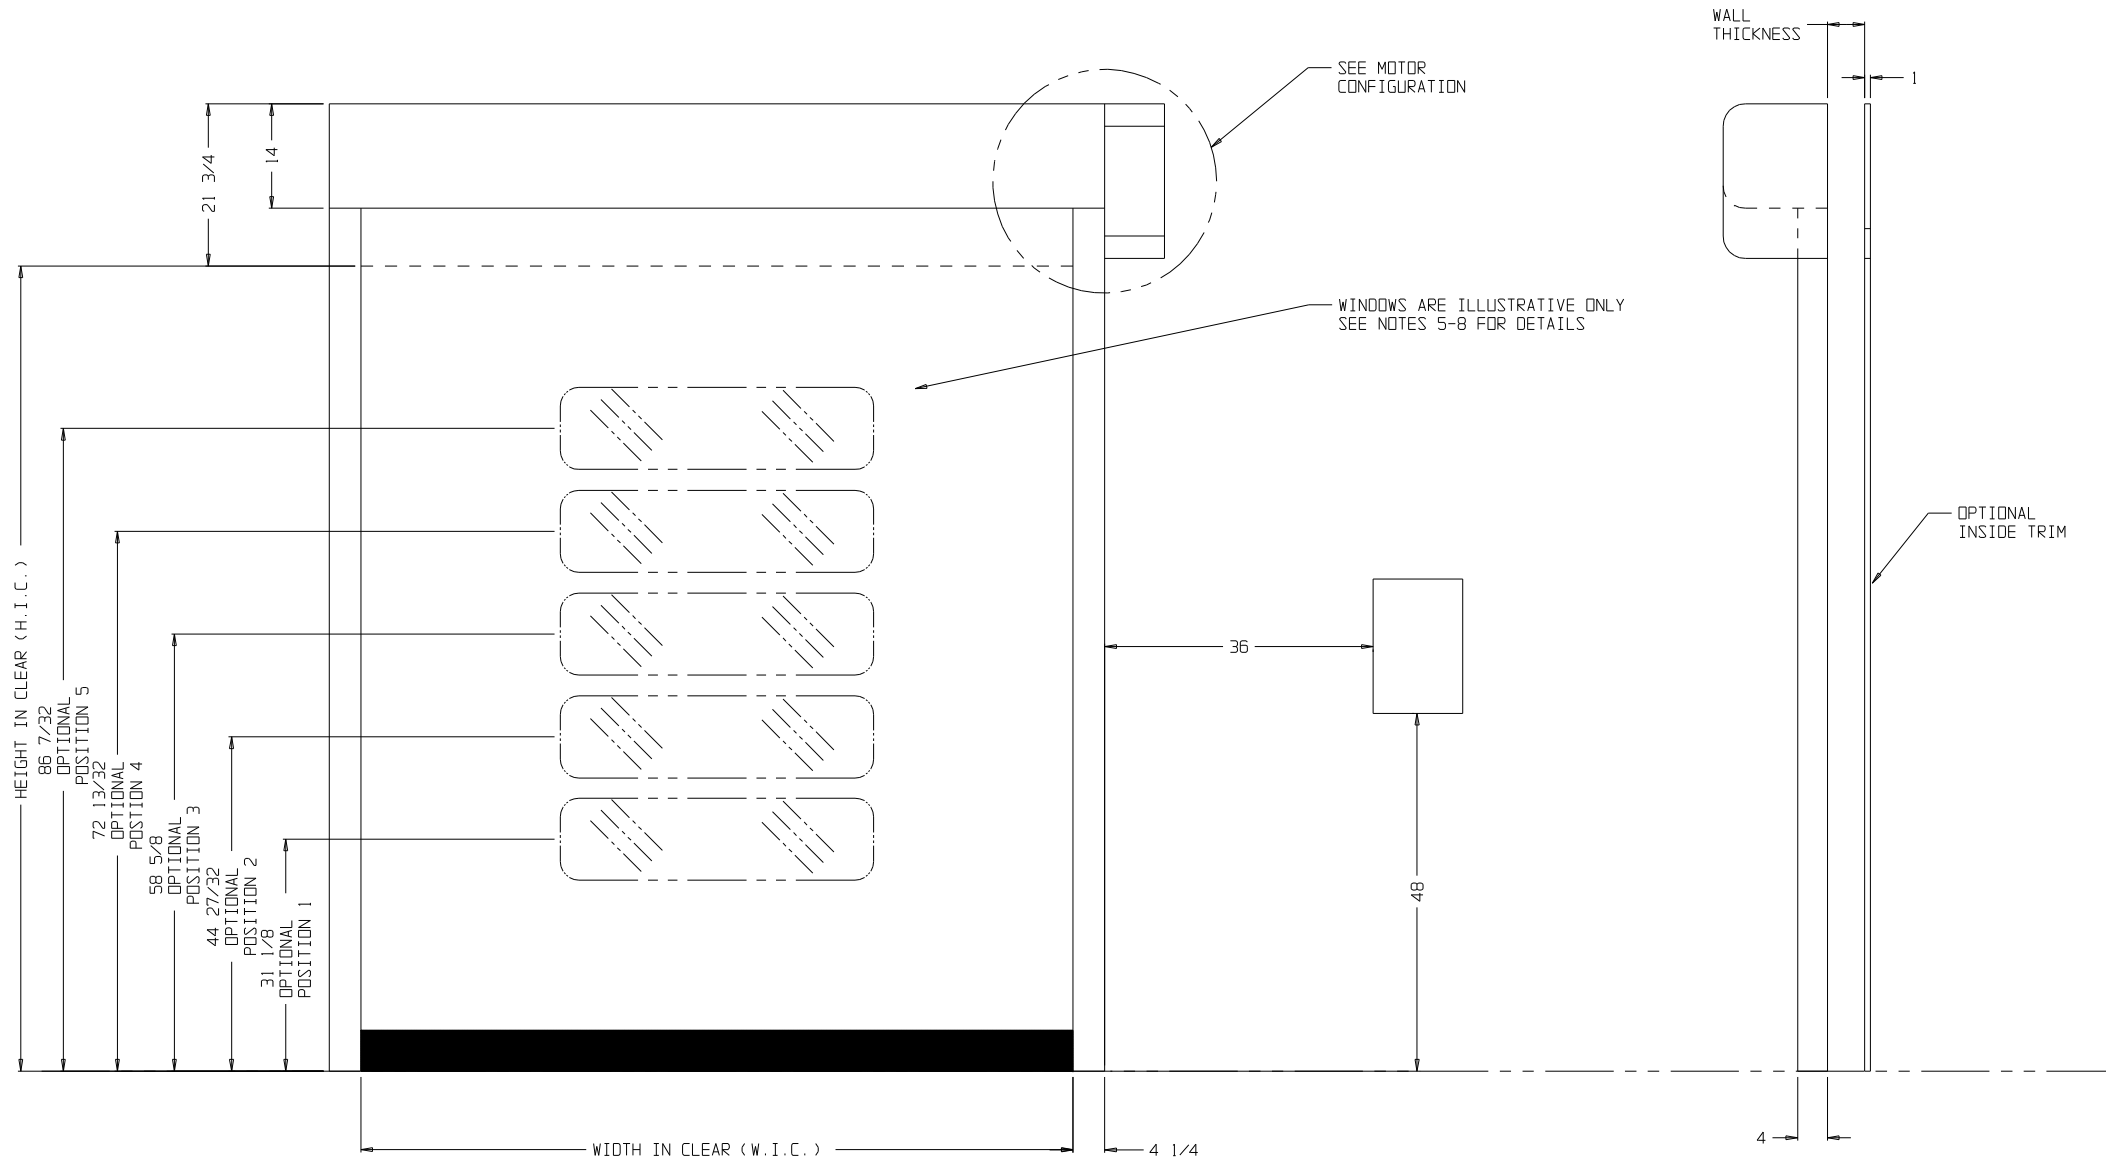 WALL
THICKNESS
1
SEE MOTOR
CONFIGURATION
21 3/4
14
WINDOWS ARE ILLUSTRATIVE ONLY
SEE NOTES 5-8 FOR DETAILS
OPTIONAL
INSIDE TRIM
HEIGHT IN CLEAR (H.I.C.)
86 7/32
OPTIONAL
POSITION 5
72 13/32
OPTIONAL
POSITION 4
58 5/8
OPTIONAL
POSITION 3
44 27/32
OPTIONAL
POSITION 2
31 1/8
OPTIONAL
POSITION 1
36
48
WIDTH IN CLEAR (W.I.C.)
4 1/4
4